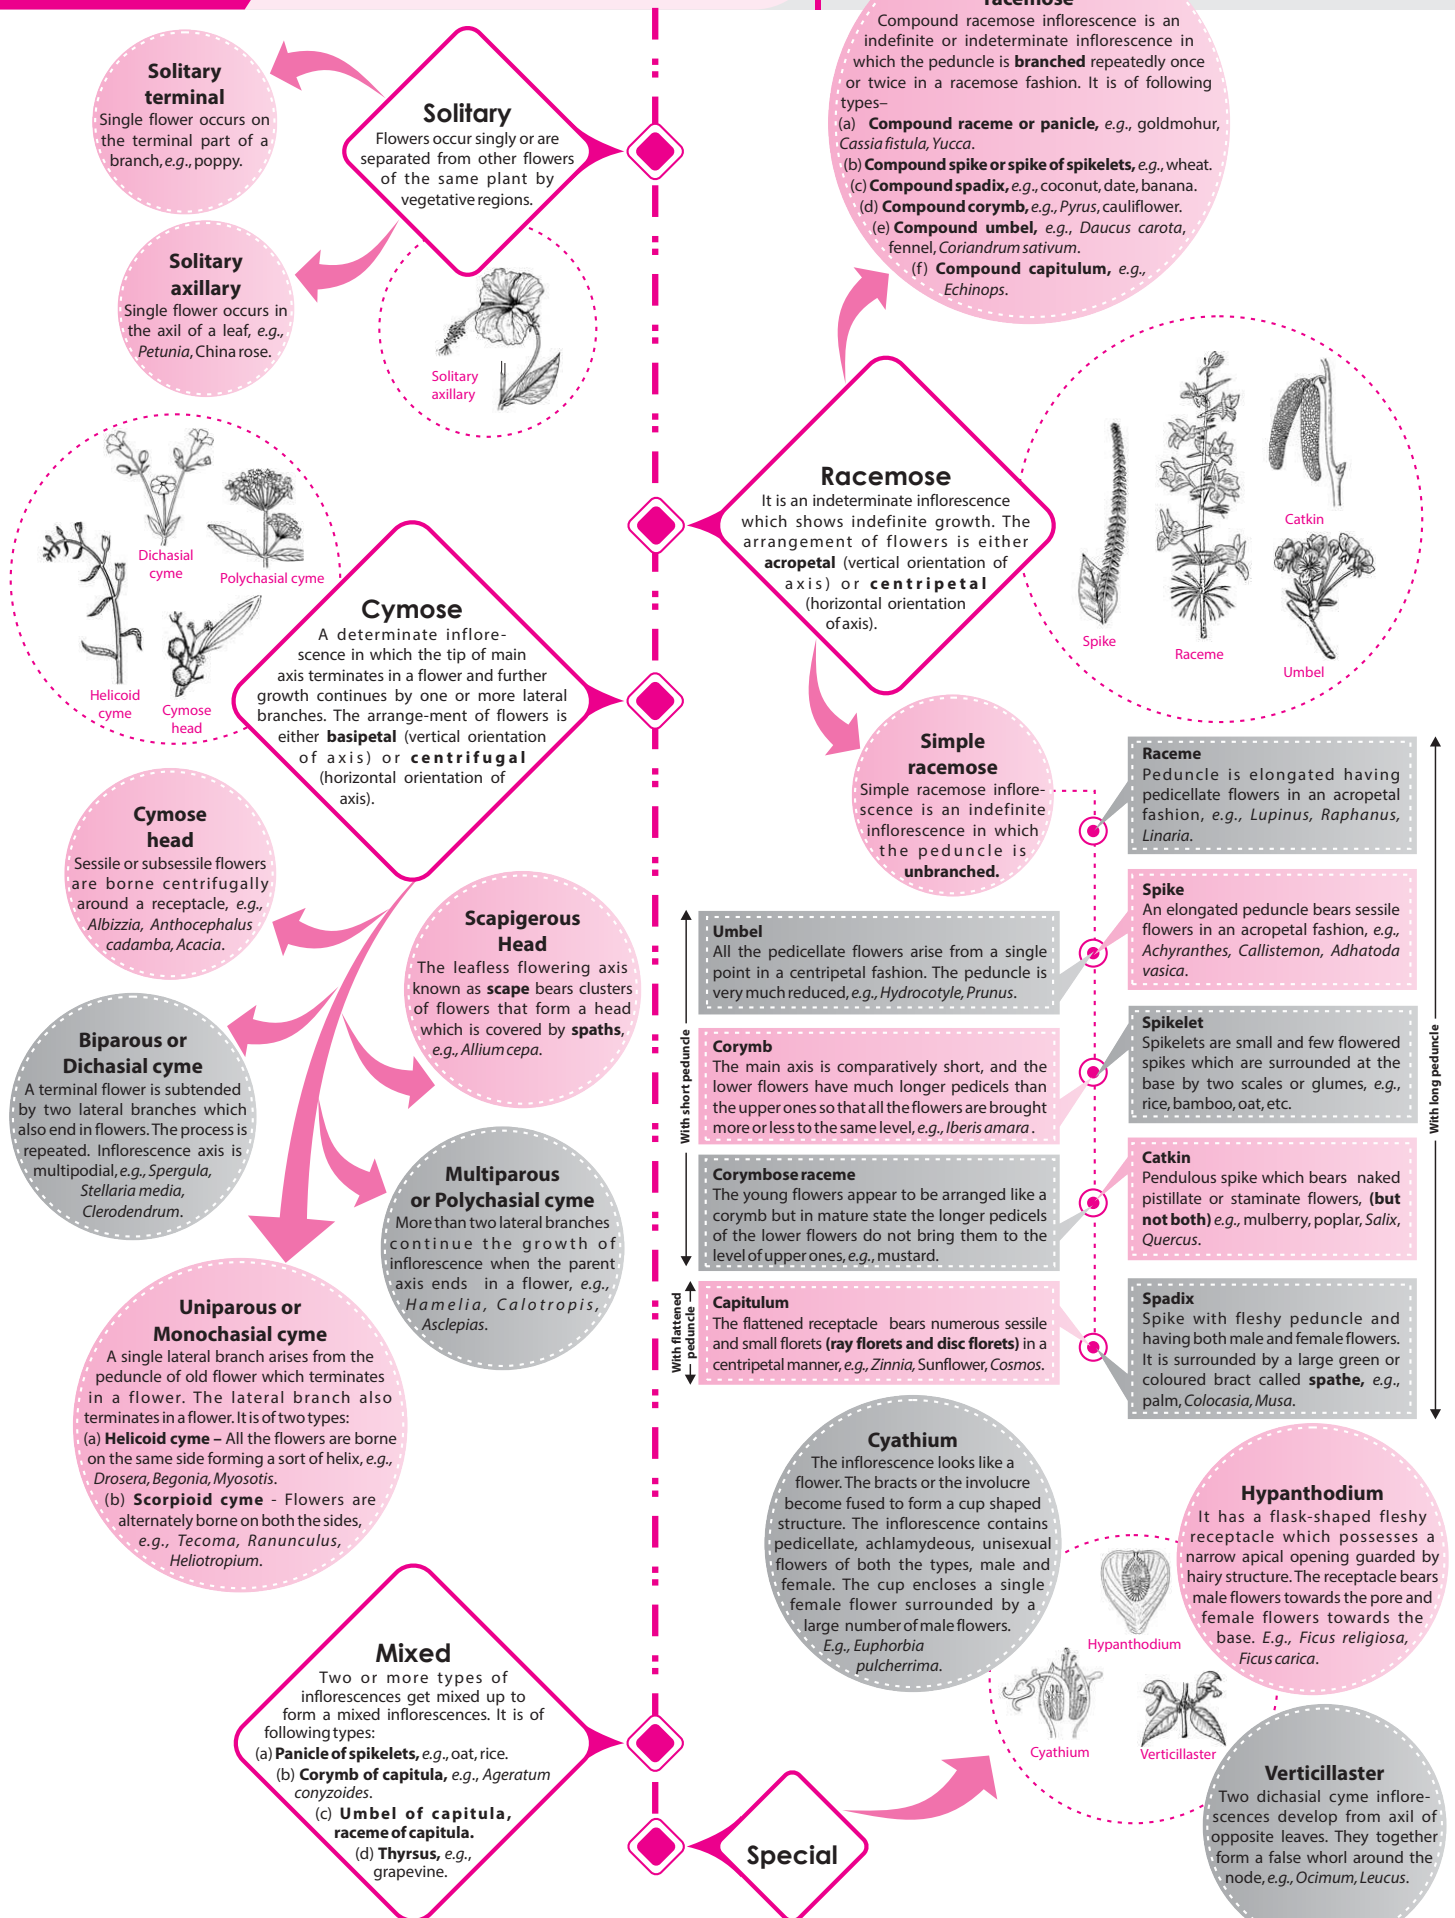 Solitary
terminal
Single flower occurs on
the terminal part of a
branch, e.g., poppy.
Solitary
Flowers occur singly or are
separated from other flowers
of the same plant by
vegetative regions.
Solitary
axillary
Single flower occurs in
the axil of a leaf, e.g.,
Petunia, China rose.
Solitary
axillary
racemose
Compound racemose inflorescence is an
indefinite or indeterminate inflorescence in
which the peduncle is branched repeatedly once
or twice in a racemose fashion. It is of following
types–
(a) Compound raceme or panicle, e.g., goldmohur,
Cassia fistula, Yucca.
(b) Compound spike or spike of spikelets, e.g., wheat.
(c) Compound spadix, e.g., coconut, date, banana.
(d) Compound corymb, e.g., Pyrus, cauliflower.
(e) Compound umbel, e.g., Daucus carota,
fennel, Coriandrum sativum.
(f) Compound capitulum, e.g.,
Echinops.
Racemose
It is an indeterminate inflorescence
which shows indefinite growth. The
arrangement of flowers is either
acropetal (vertical orientation of
axis) or centripetal
(horizontal orientation
of axis).
Spike
Raceme
Catkin
Umbel
Dichasial
cyme
Polychasial cyme
Helicoid
cyme
Cymose
head
Cymose
A determinate inflore-
scence in which the tip of main
axis terminates in a flower and further
growth continues by one or more lateral
branches. The arrange-ment of flowers is
either basipetal (vertical orientation
of axis) or centrifugal
(horizontal orientation of
axis).
Cymose
head
Sessile or subsessile flowers
are borne centrifugally
around a receptacle, e.g.,
Albizzia, Anthocephalus
cadamba, Acacia.
Scapigerous
Head
The leafless flowering axis
known as scape bears clusters
of flowers that form a head
which is covered by spaths,
e.g., Allium cepa.
Biparous or
Dichasial cyme
A terminal flower is subtended
by two lateral branches which
also end in flowers. The process is
repeated. Inflorescence axis is
multipodial, e.g., Spergula,
Stellaria media,
Clerodendrum.
Multiparous
or Polychasial cyme
More than two lateral branches
continue the growth of
inflorescence when the parent
axis ends in a flower, e.g.,
Hamelia, Calotropis,
Asclepias.
Uniparous or
Monochasial cyme
A single lateral branch arises from the
peduncle of old flower which terminates
in a flower. The lateral branch also
terminates in a flower. It is of two types:
(a) Helicoid cyme – All the flowers are borne
on the same side forming a sort of helix, e.g.,
Drosera, Begonia, Myosotis.
(b) Scorpioid cyme - Flowers are
alternately borne on both the sides,
e.g., Tecoma, Ranunculus,
Heliotropium.
Simple
racemose
Simple racemose inflore-
scence is an indefinite
inflorescence in which
the peduncle is
unbranched.
Raceme
Peduncle is elongated having
pedicellate flowers in an acropetal
fashion, e.g., Lupinus, Raphanus,
Linaria.
Spike
An elongated peduncle bears sessile
flowers in an acropetal fashion, e.g.,
Achyranthes, Callistemon, Adhatoda
vasica.
Spikelet
Spikelets are small and few flowered
spikes which are surrounded at the
base by two scales or glumes, e.g.,
rice, bamboo, oat, etc.
Catkin
Pendulous spike which bears naked
pistillate or staminate flowers, (but
not both) e.g., mulberry, poplar, Salix,
Quercus.
Spadix
Spike with fleshy peduncle and
having both male and female flowers.
It is surrounded by a large green or
coloured bract called spathe, e.g.,
palm, Colocasia, Musa.
With long peduncle
Umbel
All the pedicellate flowers arise from a single
point in a centripetal fashion. The peduncle is
very much reduced, e.g., Hydrocotyle, Prunus.
Corymb
The main axis is comparatively short, and the
lower flowers have much longer pedicels than
the upper ones so that all the flowers are brought
more or less to the same level, e.g., Iberis amara .
Corymbose raceme
The young flowers appear to be arranged like a
corymb but in mature state the longer pedicels
of the lower flowers do not bring them to the
level of upper ones, e.g., mustard.
With short peduncle
Capitulum
The flattened receptacle bears numerous sessile
and small florets (ray florets and disc florets) in a
centripetal manner, e.g., Zinnia, Sunflower, Cosmos.
With flattened
peduncle
Cyathium
The inflorescence looks like a
flower. The bracts or the involucre
become fused to form a cup shaped
structure. The inflorescence contains
pedicellate, achlamydeous, unisexual
flowers of both the types, male and
female. The cup encloses a single
female flower surrounded by a
large number of male flowers.
E.g., Euphorbia
pulcherrima.
Hypanthodium
It has a flask-shaped fleshy
receptacle which possesses a
narrow apical opening guarded by
hairy structure. The receptacle bears
male flowers towards the pore and
female flowers towards the
base. E.g., Ficus religiosa,
Ficus carica.
Hypanthodium
Cyathium
Verticillaster
Verticillaster
Two dichasial cyme inflore-
scences develop from axil of
opposite leaves. They together
form a false whorl around the
node, e.g., Ocimum, Leucus.
Mixed
Two or more types of
inflorescences get mixed up to
form a mixed inflorescences. It is of
following types:
(a) Panicle of spikelets, e.g., oat, rice.
(b) Corymb of capitula, e.g., Ageratum
conyzoides.
(c) Umbel of capitula,
raceme of capitula.
(d) Thyrsus, e.g.,
grapevine.
Special